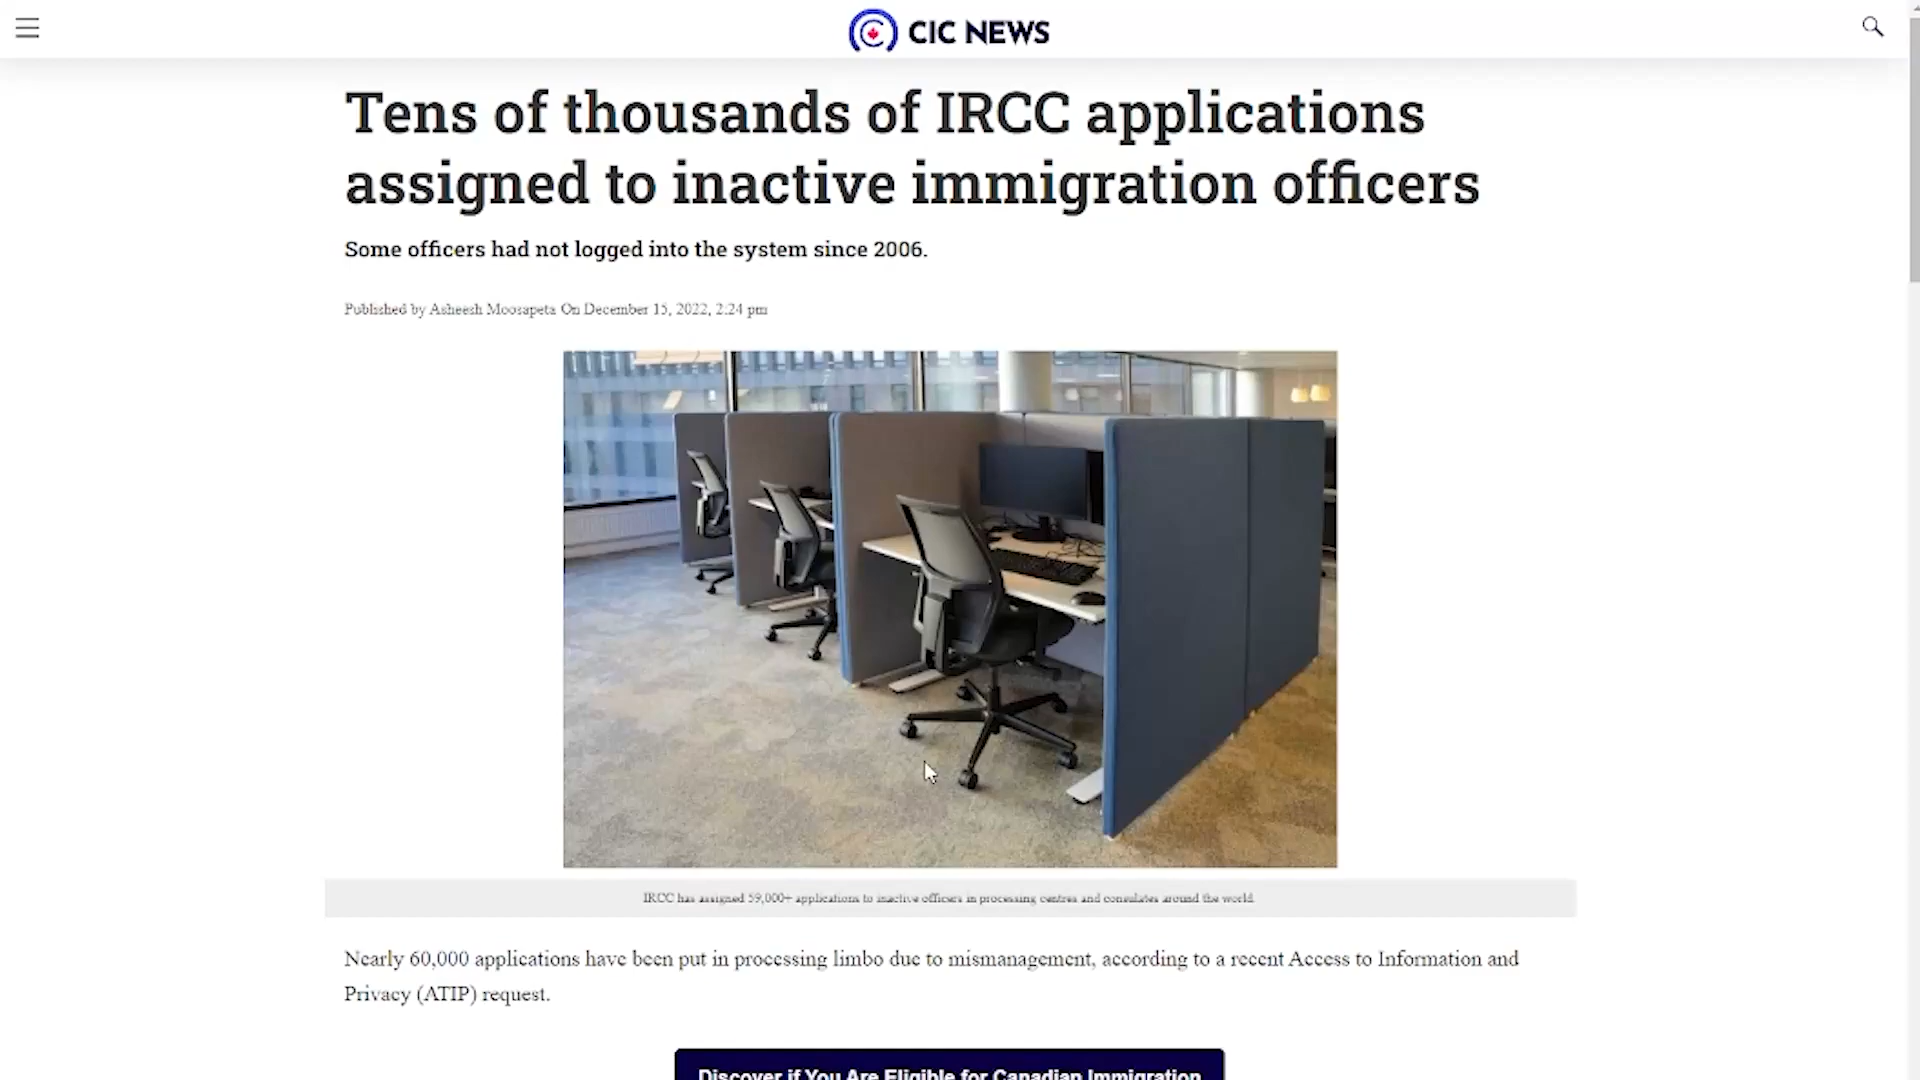 CIC NEWS
Tens of thousands of IRCC applications
assigned to inactive immigration officers
Some officers had not logged into the system since 2006.
Published by Asheesh Moosapeta On December 15, 2022, 2:24 pm
IRCC has assigned 59,000+ applications to inactive officers in processing centres and consulates around the world.
Nearly 60,000 applications have been put in processing limbo due to mismanagement, according to a recent Access to Information and
Privacy (ATIP) request.
Discover if You Are Eligible for Canadian Immigration